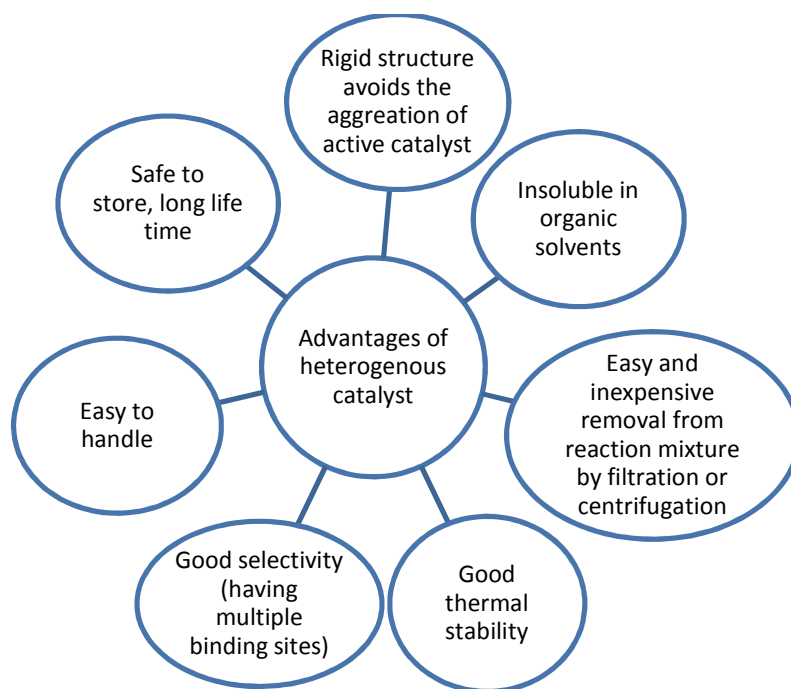 Rigid structure
avoids the
aggreation of
active catalyst
Safe to
store, long life
time
Insoluble in
organic
solvents
Advantages of
heterogenous
catalyst
Easy and
inexpensive
removal from
reaction mixture
by filtration or
centrifugation
Easy to
handle
Good selectivity
(having
multiple
binding sites)
Good
thermal
stability